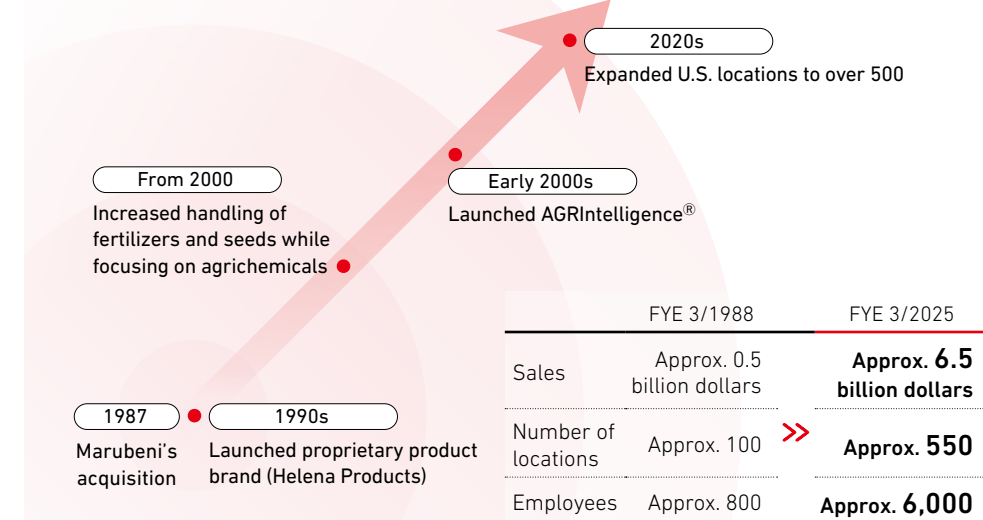 2020s
Expanded U.S. locations to over 500
From 2000
Increased handling of
fertilizers and seeds while
focusing on agrichemicals
Early 2000s
Launched AGRIntelligence®
1987
Marubeni's
acquisition
1990s
Launched proprietary product
brand (Helena Products)
FYE 3/1988 FYE 3/2025
Sales
Approx. 0.5
billion dollars
Approx. 6.5
billion dollars
Number of
locations
Approx. 100
Approx. 550
Employees Approx. 800 Approx. 6,000